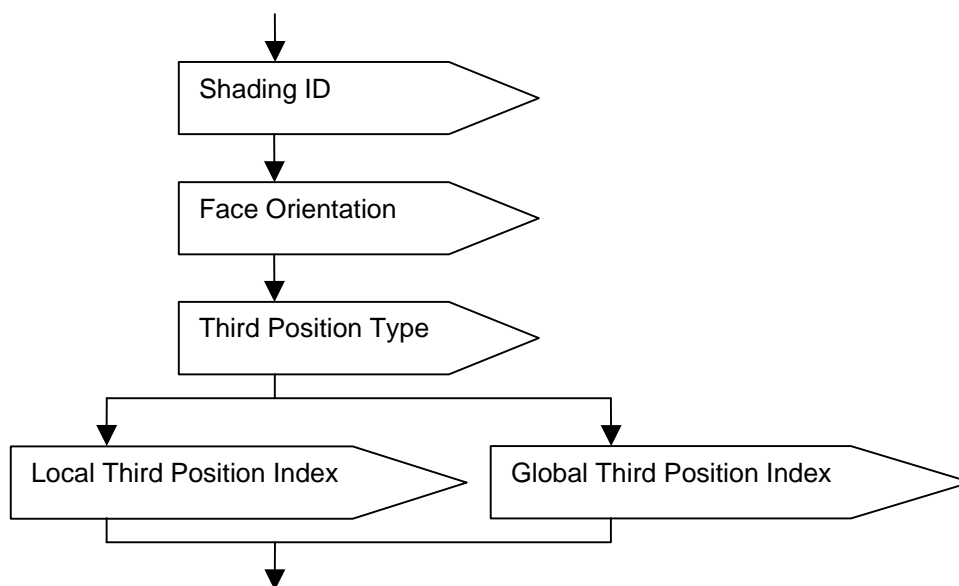 Shading ID
Face Orientation
Third Position Type
Local Third Position Index
Global Third Position Index